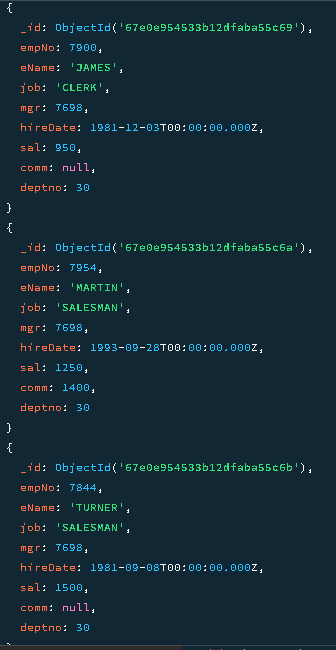 {
_id: ObjectId('67e0e954533b12dfaba55c69'),
empNo: 7900,
eName: 'JAMES',
job: 'CLERK',
mgr: 7698,
hireDate: 1981-12-03T00:00:00.000Z,
sal: 950,
comm: null,
deptno: 30
}
{
_id: ObjectId('67e0e954533b12dfaba55c6a'),
empNo: 7954,
eName: 'MARTIN',
job: 'SALESMAN',
mgr: 7698,
hireDate: 1993-09-28T00:00:00.000Z,
sal: 1250,
comm: 1400,
deptno: 30
}
{
_id: ObjectId('67e0e954533b12dfaba55c6b'),
empNo: 7844,
eName: 'TURNER',
job: 'SALESMAN',
mgr: 7698,
hireDate: 1981-09-08T00:00:00.000Z,
sal: 1500,
comm: null,
deptno: 30
}